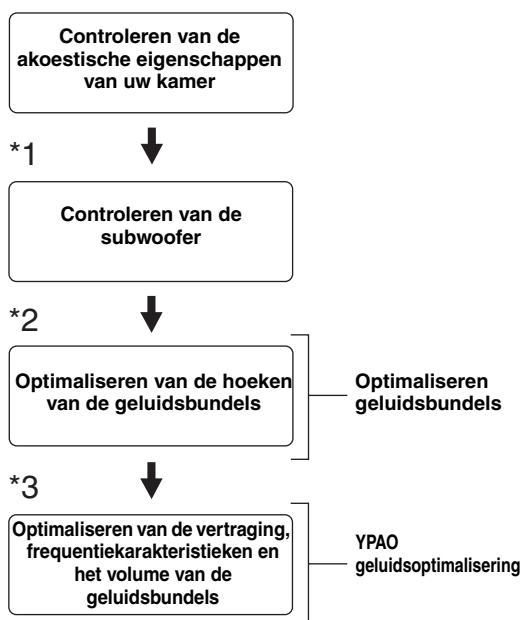 Controleren van de
akoestische eigenschappen
van uw kamer
*1
Controleren van de
subwoofer
*2
Optimaliseren van de hoeken
van de geluidsbundels
Optimaliseren
geluidsbundels
*3
Optimaliseren van de vertraging,
frequentiekarakteristieken en
het volume van de
geluidsbundels
YPAO
geluidsoptimalisering